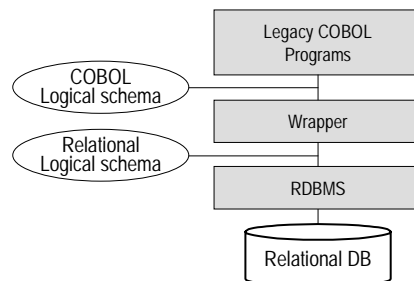 Legacy COBOL
Programs
COBOL
Logical schema
Wrapper
Relational
Logical schema
RDBMS
Relational DB